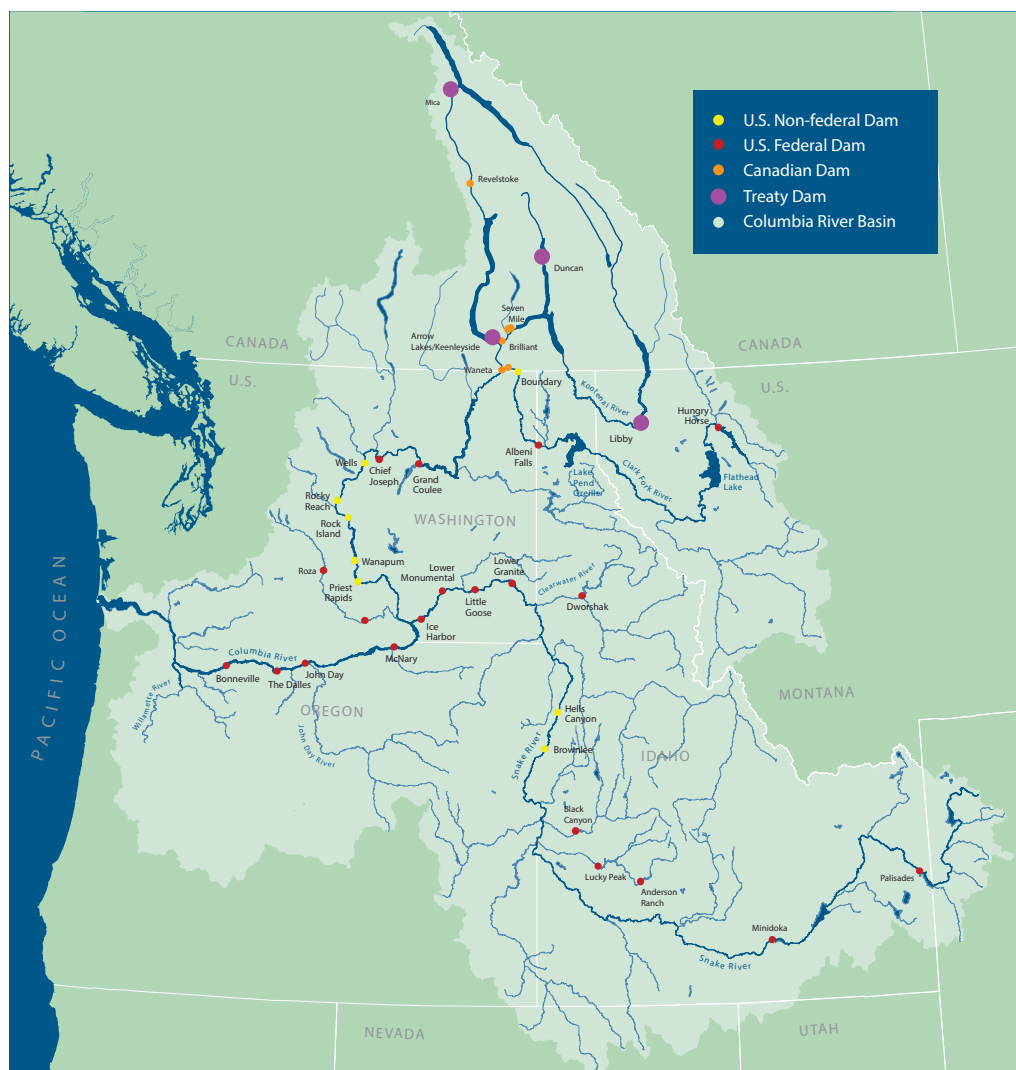 U.S. Non-federal Dam
U.S. Federal Dam
Canadian Dam
Treaty Dam
Columbia River Basin
Mica
Revelstoke
Duncan
Seven
Mile
Arrow
Lakes/Keenleyside
Brilliant
CANADA
CANADA
U.S.
U.S.
Waneta
Boundary
Kootenai River
Libby
Hungry
Horse
Albeni
Falls
Wells
Chief
Joseph
Grand
Coulee
Lake
Pend
Oreille
Clark Fork River
Flathead
Lake
Rocky
Reach
Rock
Island
WASHINGTON
Wanapum
Roza
Priest
Rapids
Lower
Monumental
Lower
Granite
Little
Goose
Clearwater River
Dworshak
Ice
Harbor
McNary
PACIFIC OCEAN
Columbia River
Bonneville
The Dalles
John Day
Willamette River
OREGON
John Day River
MONTANA
Hells
Canyon
Snake River
Brownlee
IDAHO
Black
Canyon
Lucky Peak
Anderson
Ranch
Palisades
Minidoka
Snake River
NEVADA
UTAH